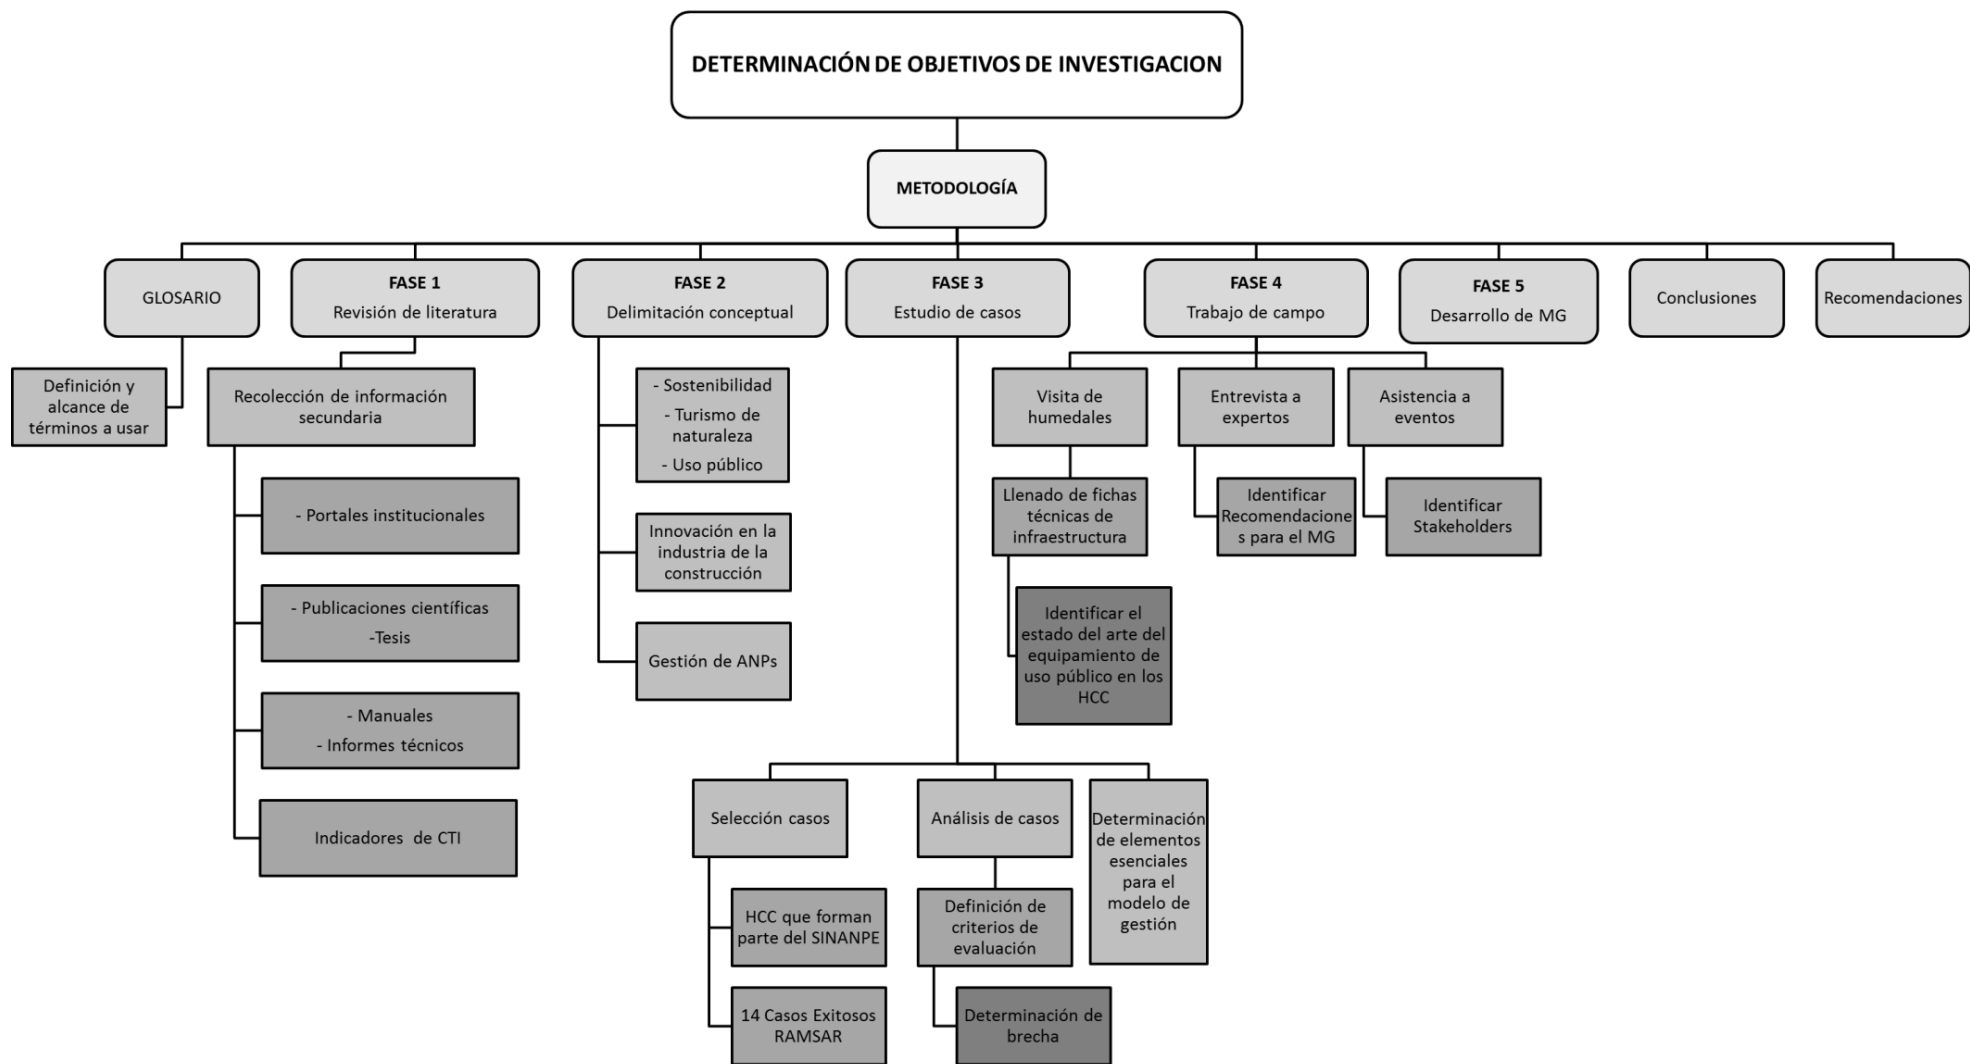 DETERMINACIÓN DE OBJETIVOS DE INVESTIGACION
METODOLOGÍA
GLOSARIO
Definición y
alcance de
términos a usar
FASE 1
Revisión de literatura
Recolección de información
secundaria
- Portales institucionales
- Publicaciones científicas
-Tesis
- Manuales
- Informes técnicos
Indicadores de CTI
FASE 2
Delimitación conceptual
- Sostenibilidad
- Turismo de
naturaleza
- Uso público
Innovación en la
industria de la
construcción
Gestión de ANPs
FASE 3
Estudio de casos
Selección casos
HCC que forman
parte del SINANPE
14 Casos Exitosos
RAMSAR
Análisis de casos
Definición de
criterios de
evaluación
Determinación de
brecha
Determinación
de elementos
esenciales
para el
modelo de
gestión
FASE 4
Trabajo de campo
Visita de
humedales
Llenado de fichas
técnicas de
infraestructura
Identificar el
estado del arte del
equipamiento de
uso público en los
HCC
Entrevista a
expertos
Identificar
Recomendacione
s para el MG
Asistencia a
eventos
Identificar
Stakeholders
FASE 5
Desarrollo de MG
Conclusiones
Recomendaciones